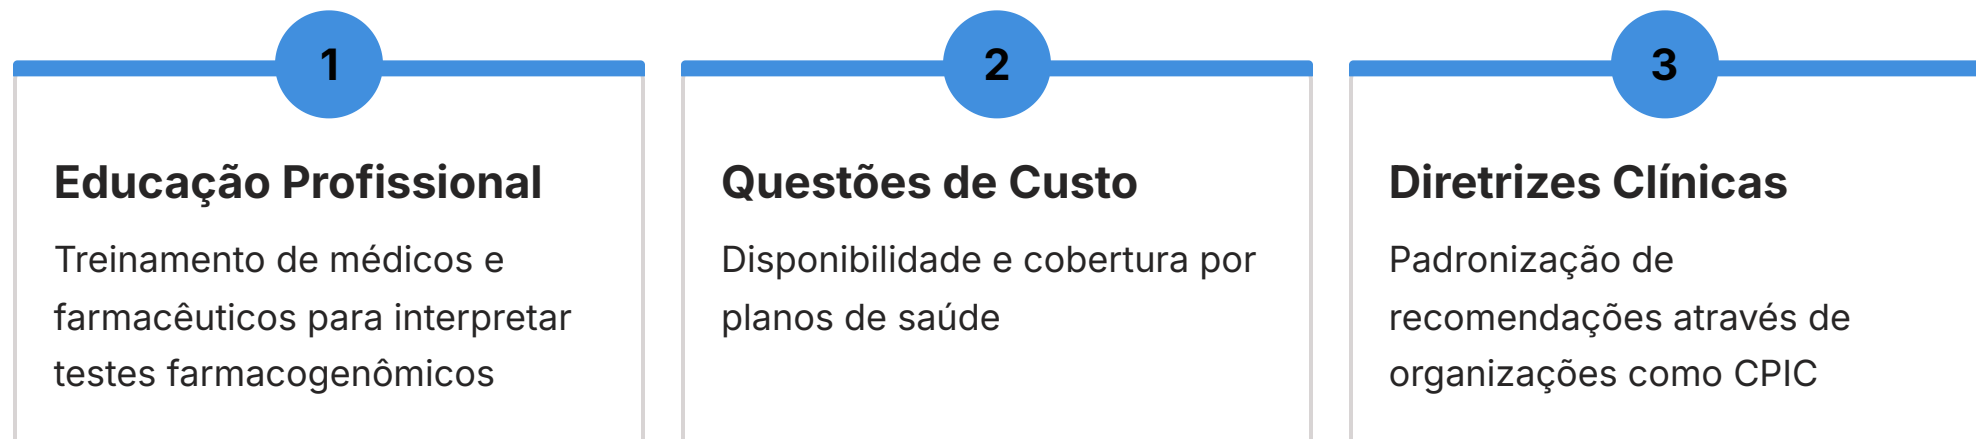 1
Educação Profissional
Treinamento de médicos e
farmacêuticos para interpretar
testes farmacogenômicos
2
Questões de Custo
Disponibilidade e cobertura por
planos de saúde
3
Diretrizes Clínicas
Padronização de
recomendações através de
organizações como CPIC